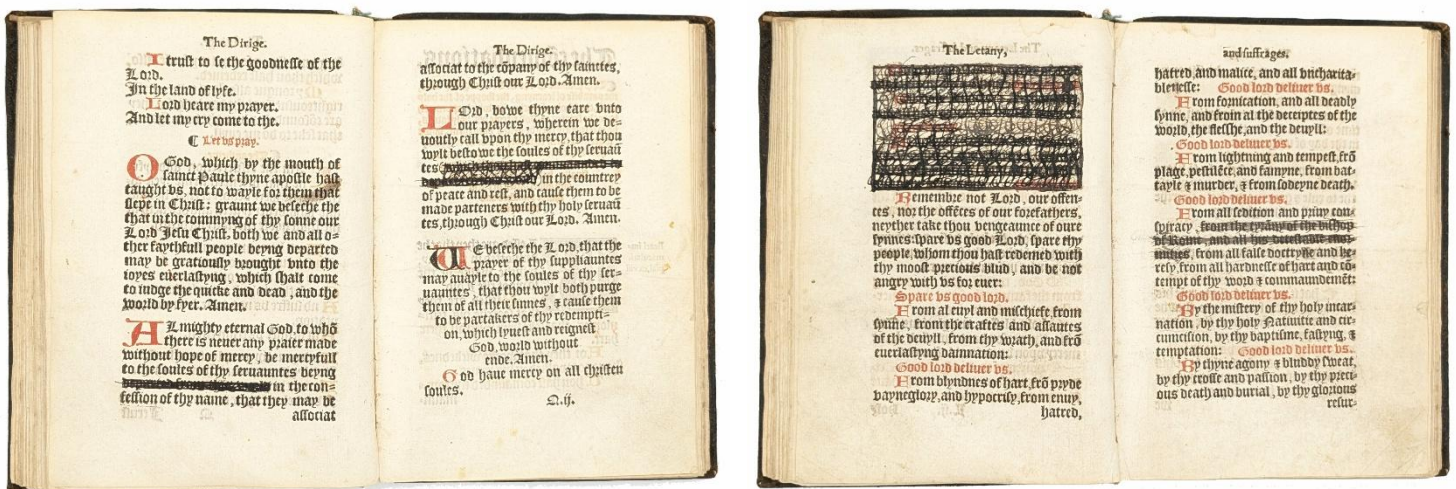 The Dirige.
I trust to se the goodnesse of the
Lord.
In the land of lyfe.
Lord heare my prayer.
And let my cry come to the.
¶ Let vs pray.
O God, which by the mouth of
sainct Paule thyne apostle hast
taught vs, not to wayle for them that
slepe in Christ: graunt we beseche the
that in the commyng of thy sonne our
Lord Jesu Christ, both we and all o-
ther faythfull people beyng departed
may be gratiously brought vnto the
ioyes euerlastyng, which shalt come
to iudge the quicke and dead, and the
world by fyer. Amen.
ALmighty eternal God, to whō
there is neuer any praier made
without hope of mercy, be mercyfull
to the soules of thy seruauntes beyng
departed from this world in the con-
fession of thy name, that they may be
associat
The Dirige.
associat to the cōpany of thy sainctes,
through Christ our Lord. Amen.
LOrd, bowe thyne eare vnto
our prayers, wherein we de-
uoutly call vpon thy mercy, that thou
wylt bestowe the soules of thy seruaū
tes, in the countrey
of peace and rest, and cause them to be
made parteners with thy holy seruaū
tes, through Christ our Lord. Amen.
WE beseche the Lord, that the
prayer of thy suppliauntes
may auayle to the soules of thy ser-
uauntes, that thou wylt both purge
them of all their sinnes, & cause them
to be partakers of thy redempti-
on, which lyuest and reignest
God, world without
ende. Amen.
God haue mercy on all christen
soules.
Q.ij.
The Letany,
Remembre not Lord, our offen-
ces, nor the offēces of our forefathers,
neyther take thou vengeaunce of oure
synnes: spare vs good Lord, spare thy
people, whom thou hast redemed with
thy moost precious blud, and be not
angry with vs for euer:
Spare vs good lord.
From al euyl and mischiefe, from
synne, from the craftes and assautes
of the deuyll, from thy wrath, and frō
euerlastyng damnation:
Good lord deliuer vs.
From blyndnes of hart, frō pryde
vayneglory, and hypocrisy, from enuy,
hatred,
and suffrages.
hatred, and malice, and all vncharita-
blenesse: Good lord deliuer vs.
From fornication, and all deadly
synne, and from al the deceyptes of the
world, the flesshe, and the deuyll:
Good lord deliuer vs.
From lightning and tempest, frō
plage, pestilēce, and famyne, from bat-
tayle & murder, & from sodeyne death.
Good lord deliuer vs.
From all sedition and priuy con-
spiracy, from the tyrāny of the bishop
of Rome, and all his detestable enor-
mities, from all false doctryne and he-
resy, from all hardnesse of hart and cō-
tempt of thy word & commaundemēt:
Good lord deliuer vs.
By the mistery of thy holy incar-
nation, by thy holy Natiuitie and cir-
cumcision, by thy baptisme, fastyng, &
temptation: Good lord deliuer vs.
By thyne agony & bluddy sweat,
by thy crosse and passion, by thy preci-
ous death and burial, by thy glorious
resur-